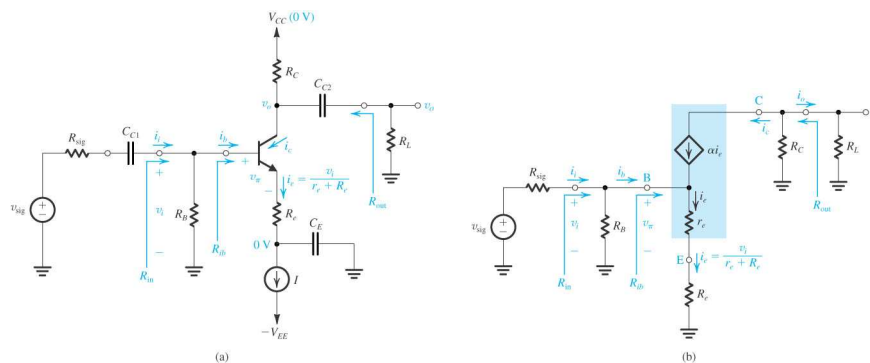 V_CC (0 V)
R_C
C_C2
v_o
v_o
R_sig
C_C1
i_i
i_b
i_c
R_L
+
+
v_π
−
i_e = v_i / (r_e + R_e)
R_out
v_sig
+
−
v_i
R_B
R_e
C_E
−
0 V
R_in
R_ib
I
−V_EE
(a)
C
i_o
i_c
αi_e
R_C
R_L
R_sig
i_i
i_b
B
R_out
i_e
+
+
r_e
v_sig
+
−
v_i
R_B
v_π
−
−
E
i_e = v_i / (r_e + R_e)
R_in
R_ib
R_e
(b)